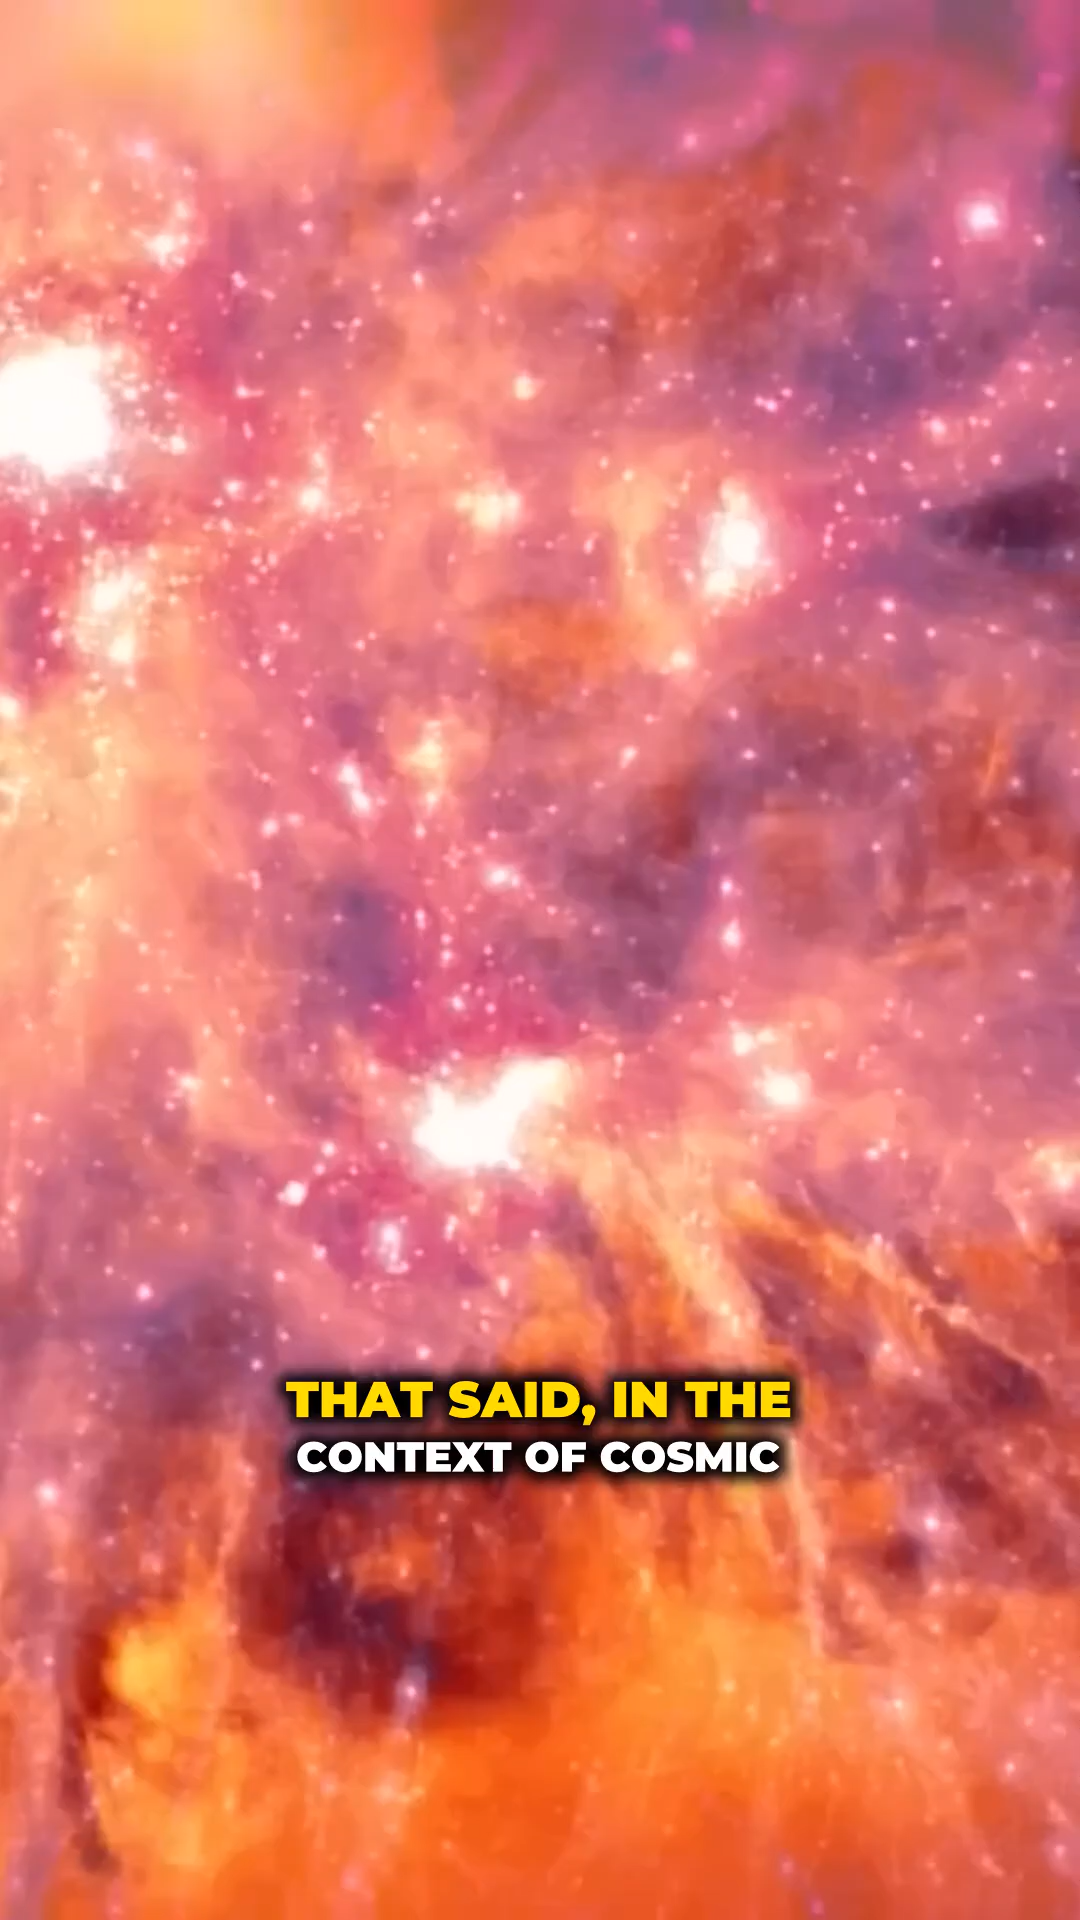 THAT SAID, IN THE
CONTEXT OF COSMIC